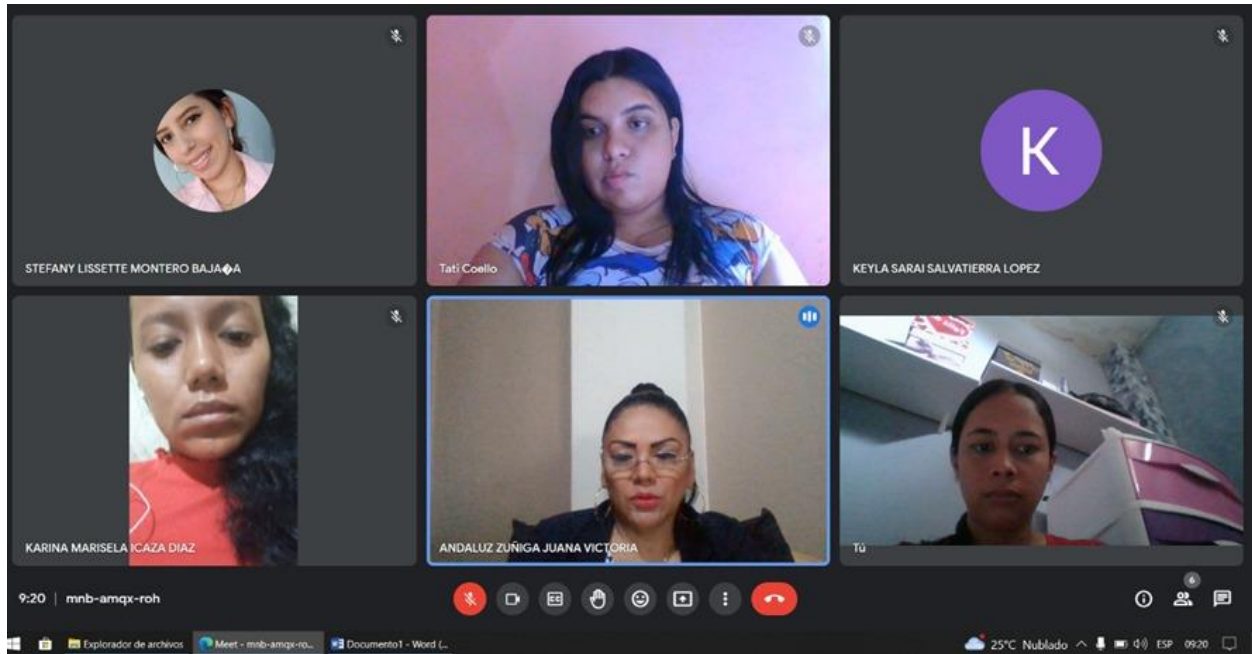 STEFANY LISSETTE MONTERO BAJA�A
Tati Coello
K
KEYLA SARAI SALVATIERRA LOPEZ
KARINA MARISELA ICAZA DIAZ
ANDALUZ ZUÑIGA JUANA VICTORIA
Tú
9:20 | mnb-amqx-roh
CC
6
Explorador de archivos
Meet - mnb-amqx-ro...
Documento1 - Word (...
25°C Nublado
ESP
09:20